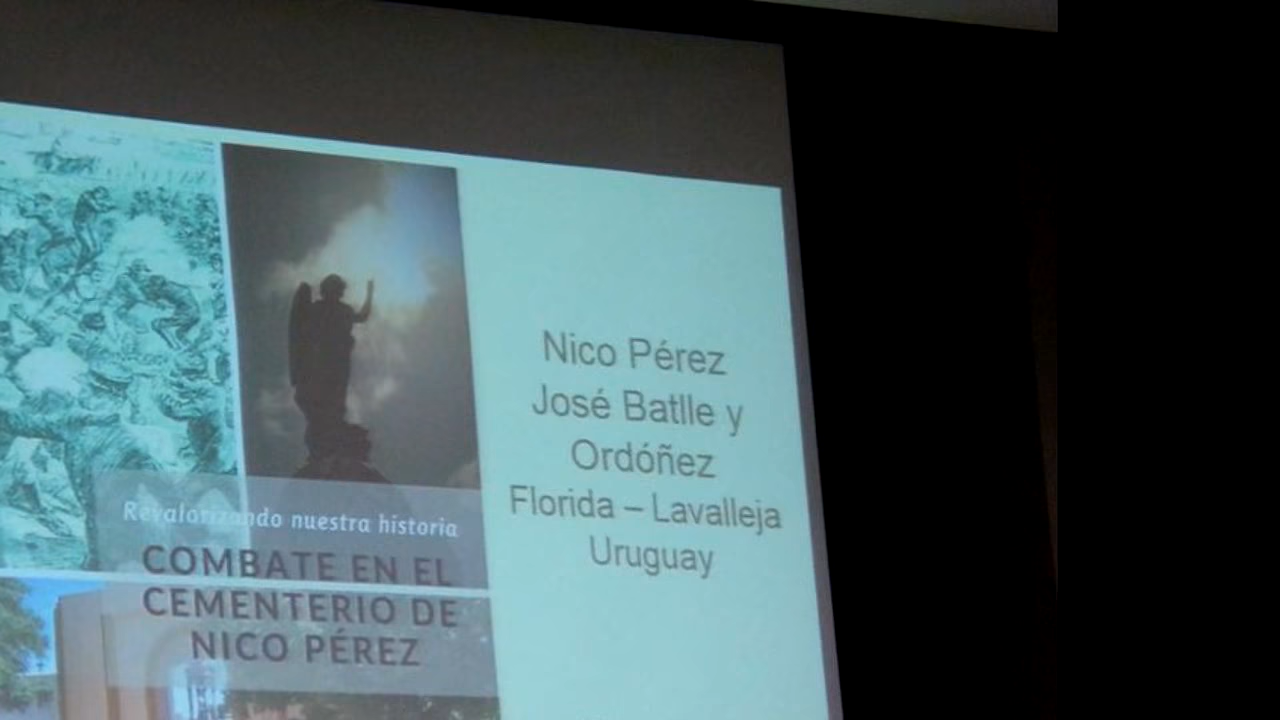 Revalorizando nuestra historia
COMBATE EN EL
CEMENTERIO DE
NICO PÉREZ
Nico Pérez
José Batlle y
Ordóñez
Florida – Lavalleja
Uruguay